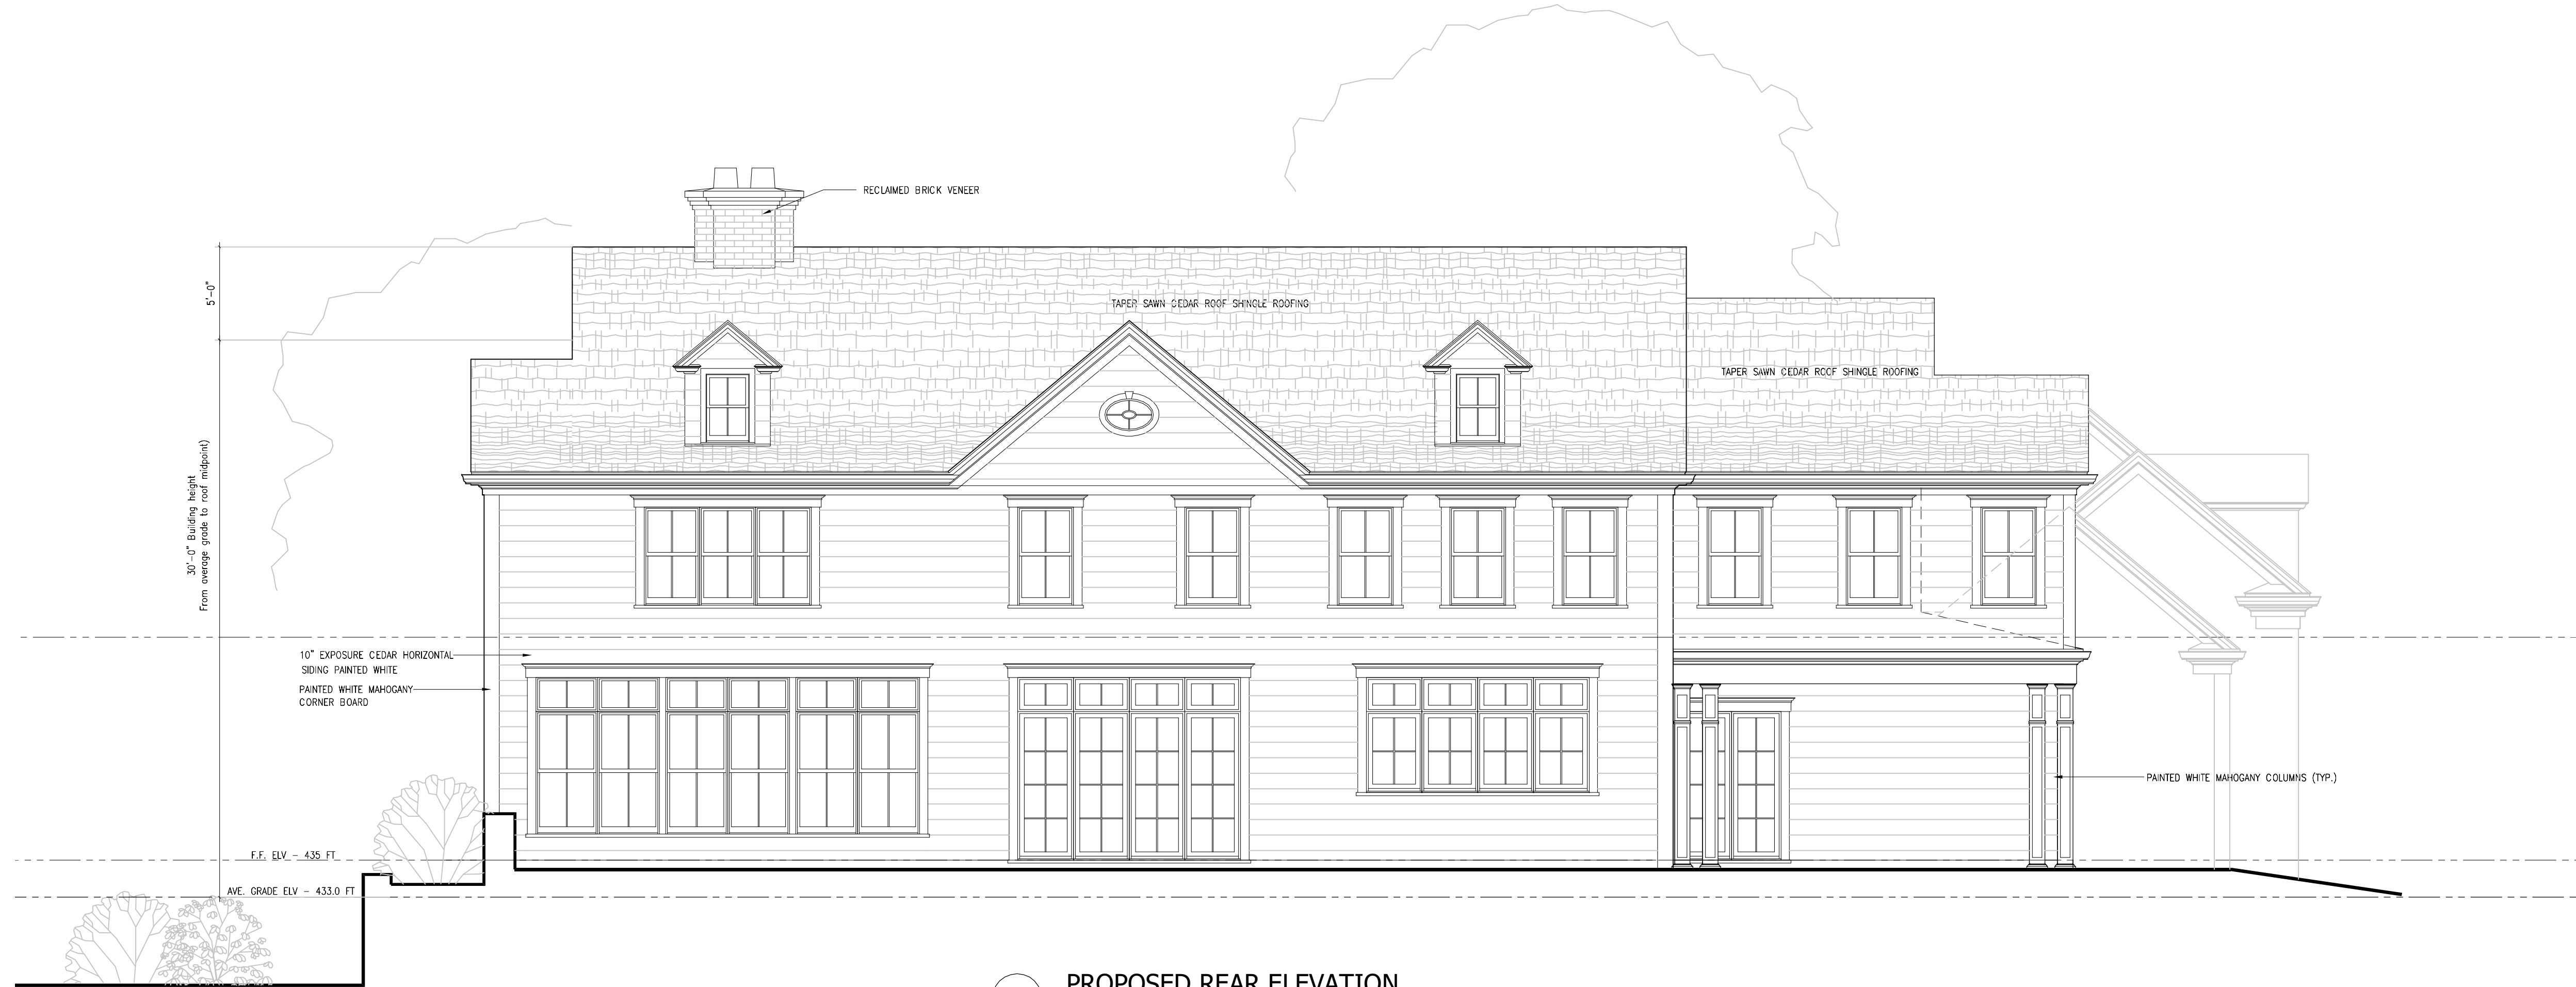 RECLAIMED BRICK VENEER
5'-0"
TAPER SAWN CEDAR ROOF SHINGLE ROOFING
TAPER SAWN CEDAR ROOF SHINGLE ROOFING
30'-0" Building height
From average grade to roof midpoint)
10" EXPOSURE CEDAR HORIZONTAL
SIDING PAINTED WHITE
PAINTED WHITE MAHOGANY
CORNER BOARD
PAINTED WHITE MAHOGANY COLUMNS (TYP.)
F.F. ELV - 435 FT
AVE. GRADE ELV - 433.0 FT
PROPOSED REAR ELEVATION